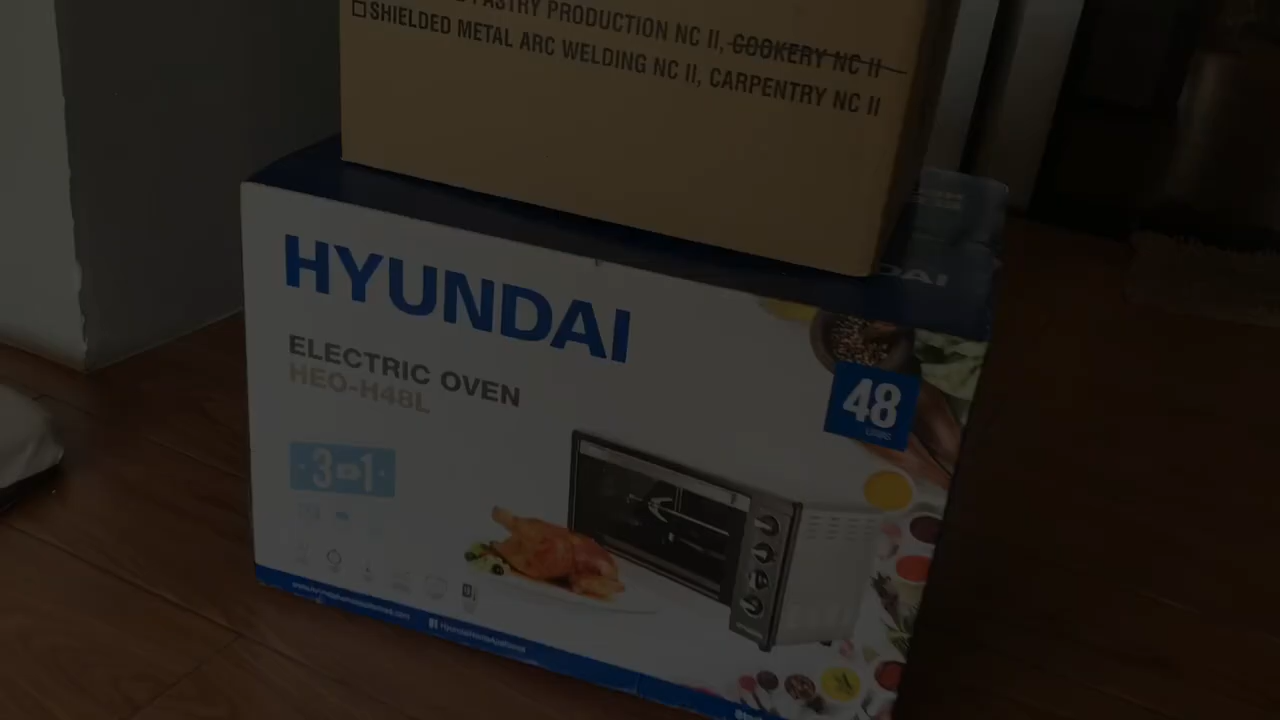 PASTRY PRODUCTION NC II, COOKERY NC II
SHIELDED METAL ARC WELDING NC II, CARPENTRY NC II
HYUNDAI
ELECTRIC OVEN
HEO-H48L
48
3 IN 1
HyundaiHomeAppliance